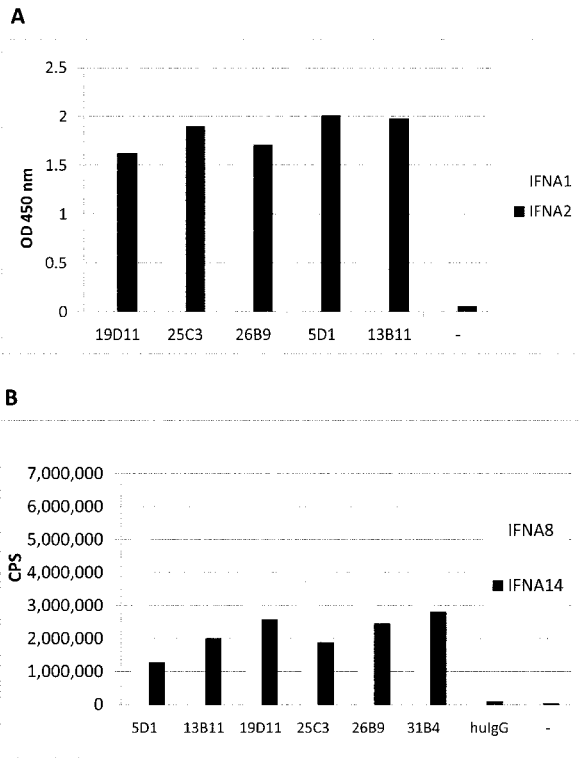 A
2.5
2
1.5
1
0.5
0
OD 450 nm
19D11 25C3 26B9 5D1 13B11 -
IFNA1
IFNA2
B
7,000,000
6,000,000
5,000,000
4,000,000
3,000,000
2,000,000
1,000,000
0
CPS
5D1 13B11 19D11 25C3 26B9 31B4 huIgG -
IFNA8
IFNA14